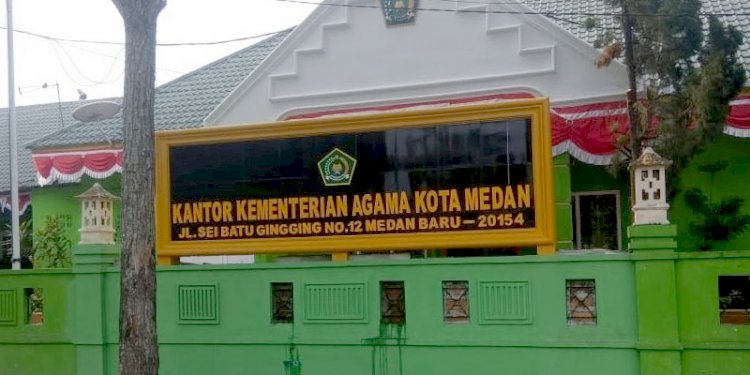 KANTOR KEMENTERIAN AGAMA KOTA MEDAN
JL. SEI BATU GINGGING NO.12 MEDAN BARU – 20154